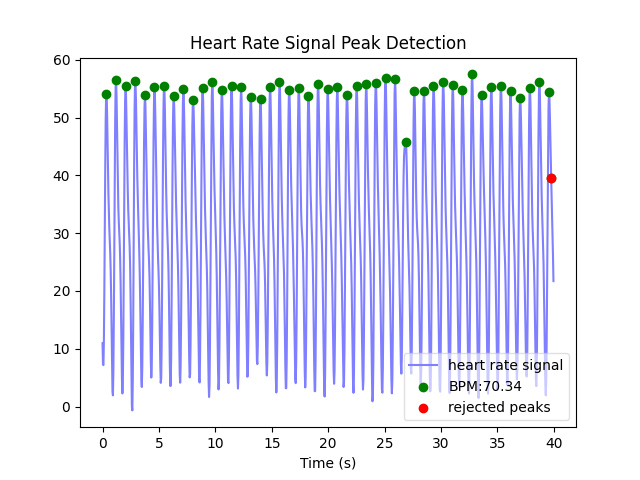 Heart Rate Signal Peak Detection
60
50
40
30
20
10
0
heart rate signal
BPM:70.34
rejected peaks
0 5 10 15 20 25 30 35 40
Time (s)